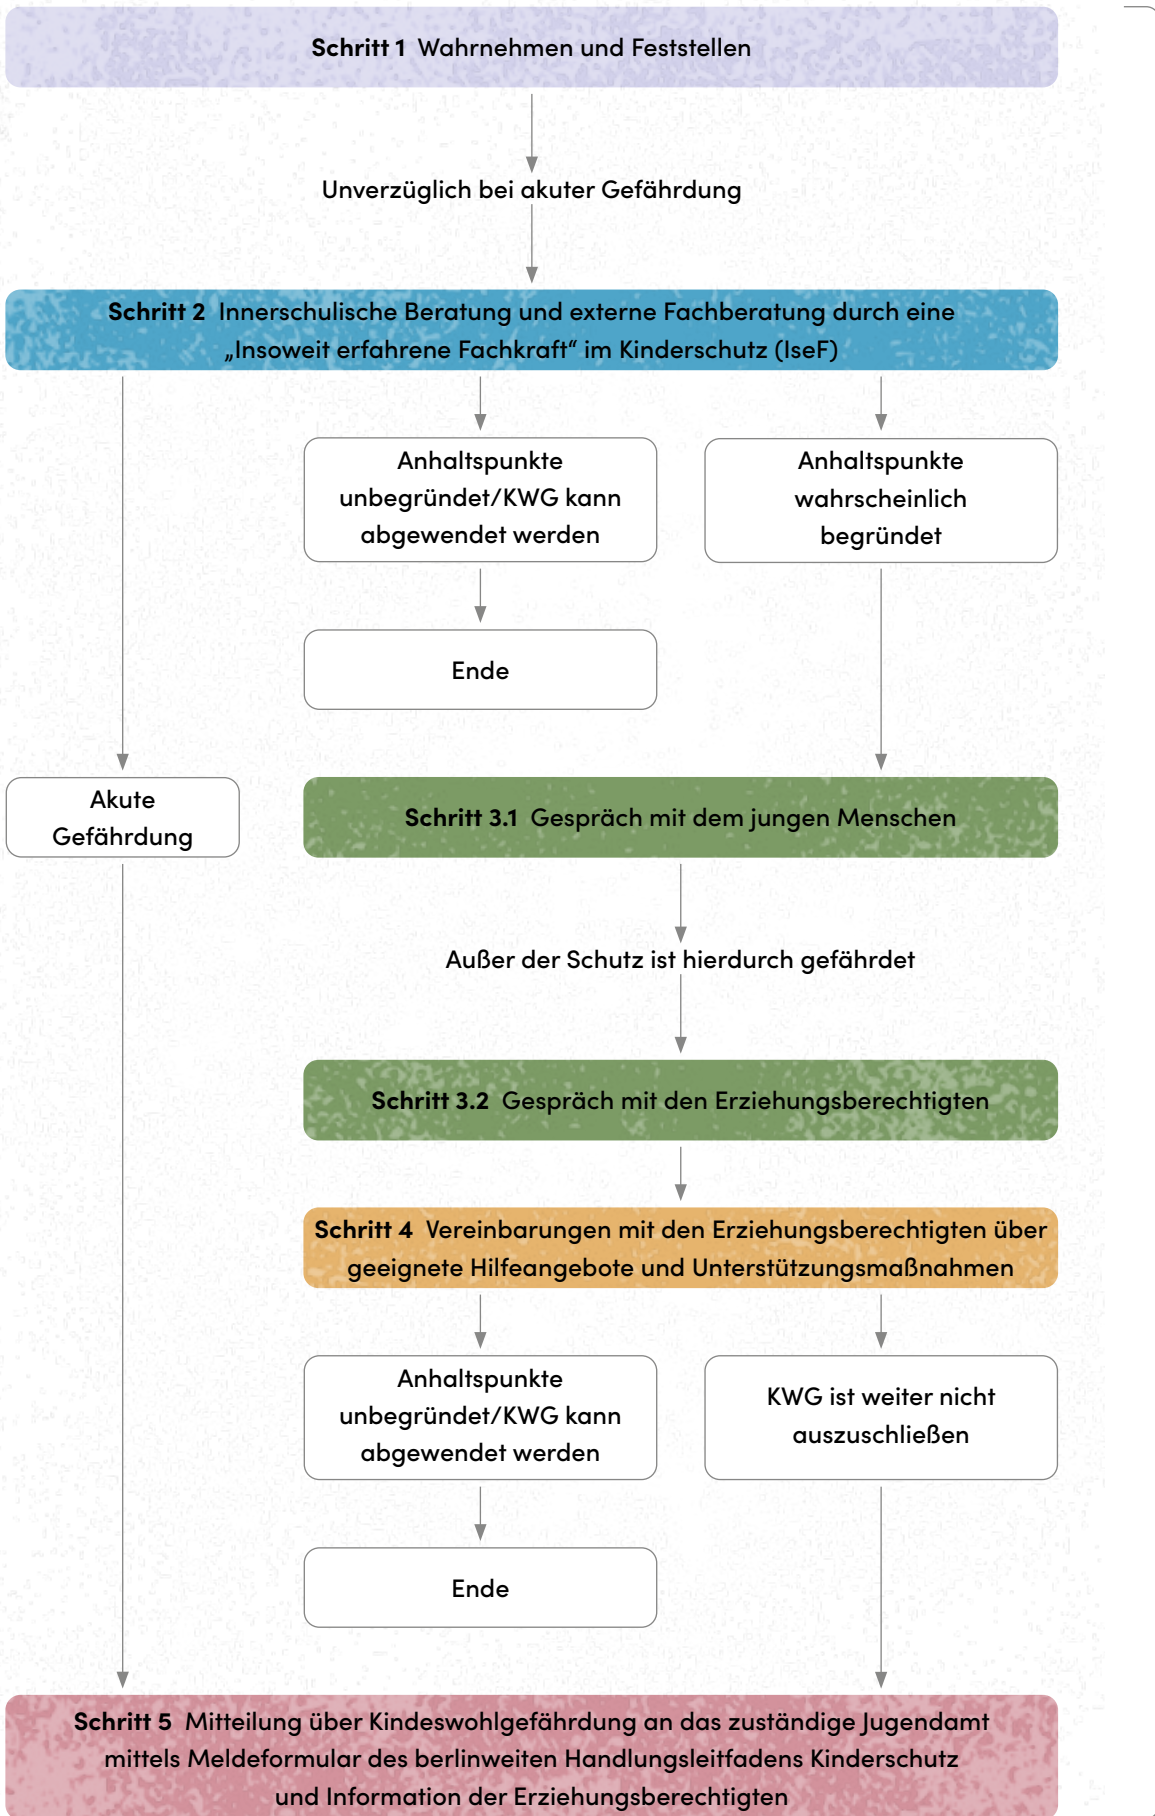 Schritt 1 Wahrnehmen und Feststellen
Unverzüglich bei akuter Gefährdung
Schritt 2 Innerschulische Beratung und externe Fachberatung durch eine
„Insoweit erfahrene Fachkraft“ im Kinderschutz (IseF)
Anhaltspunkte
unbegründet/KWG kann
abgewendet werden
Anhaltspunkte
wahrscheinlich
begründet
Ende
Akute
Gefährdung
Schritt 3.1 Gespräch mit dem jungen Menschen
Außer der Schutz ist hierdurch gefährdet
Schritt 3.2 Gespräch mit den Erziehungsberechtigten
Schritt 4 Vereinbarungen mit den Erziehungsberechtigten über
geeignete Hilfeangebote und Unterstützungsmaßnahmen
Anhaltspunkte
unbegründet/KWG kann
abgewendet werden
KWG ist weiter nicht
auszuschließen
Ende
Schritt 5 Mitteilung über Kindeswohlgefährdung an das zuständige Jugendamt
mittels Meldeformular des berlinweiten Handlungsleitfadens Kinderschutz
und Information der Erziehungsberechtigten